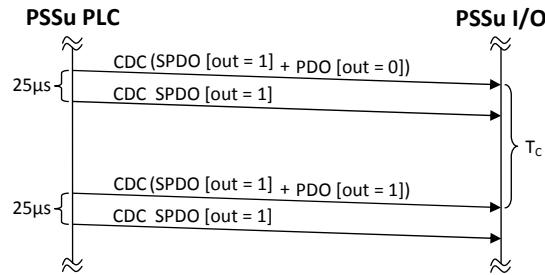 PSSu PLC
PSSu I/O
CDC (SPDO [out = 1] + PDO [out = 0])
25µs
CDC SPDO [out = 1]
TC
CDC (SPDO [out = 1] + PDO [out = 1])
25µs
CDC SPDO [out = 1]